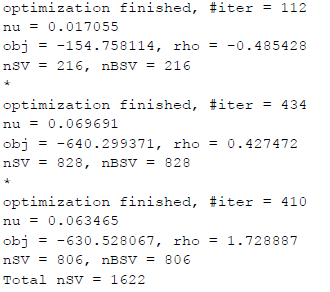 optimization finished, #iter = 112
nu = 0.017055
obj = -154.758114, rho = -0.485428
nSV = 216, nBSV = 216
*
optimization finished, #iter = 434
nu = 0.069691
obj = -640.299371, rho = 0.427472
nSV = 828, nBSV = 828
*
optimization finished, #iter = 410
nu = 0.063465
obj = -630.528067, rho = 1.728887
nSV = 806, nBSV = 806
Total nSV = 1622